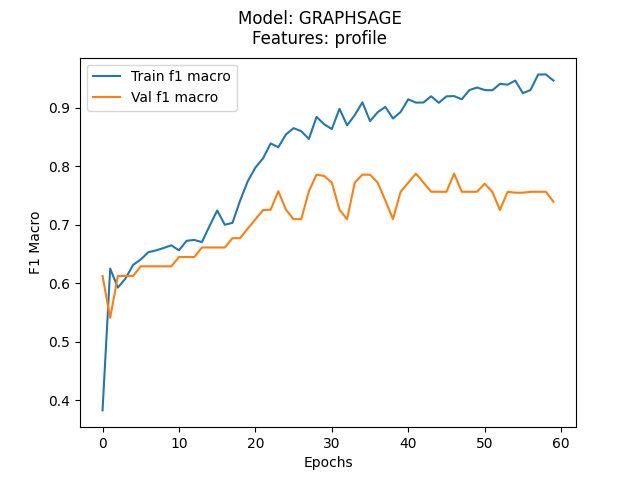 Model: GRAPHSAGE
Features: profile
Train f1 macro
Val f1 macro
F1 Macro
0.9
0.8
0.7
0.6
0.5
0.4
0 10 20 30 40 50 60
Epochs